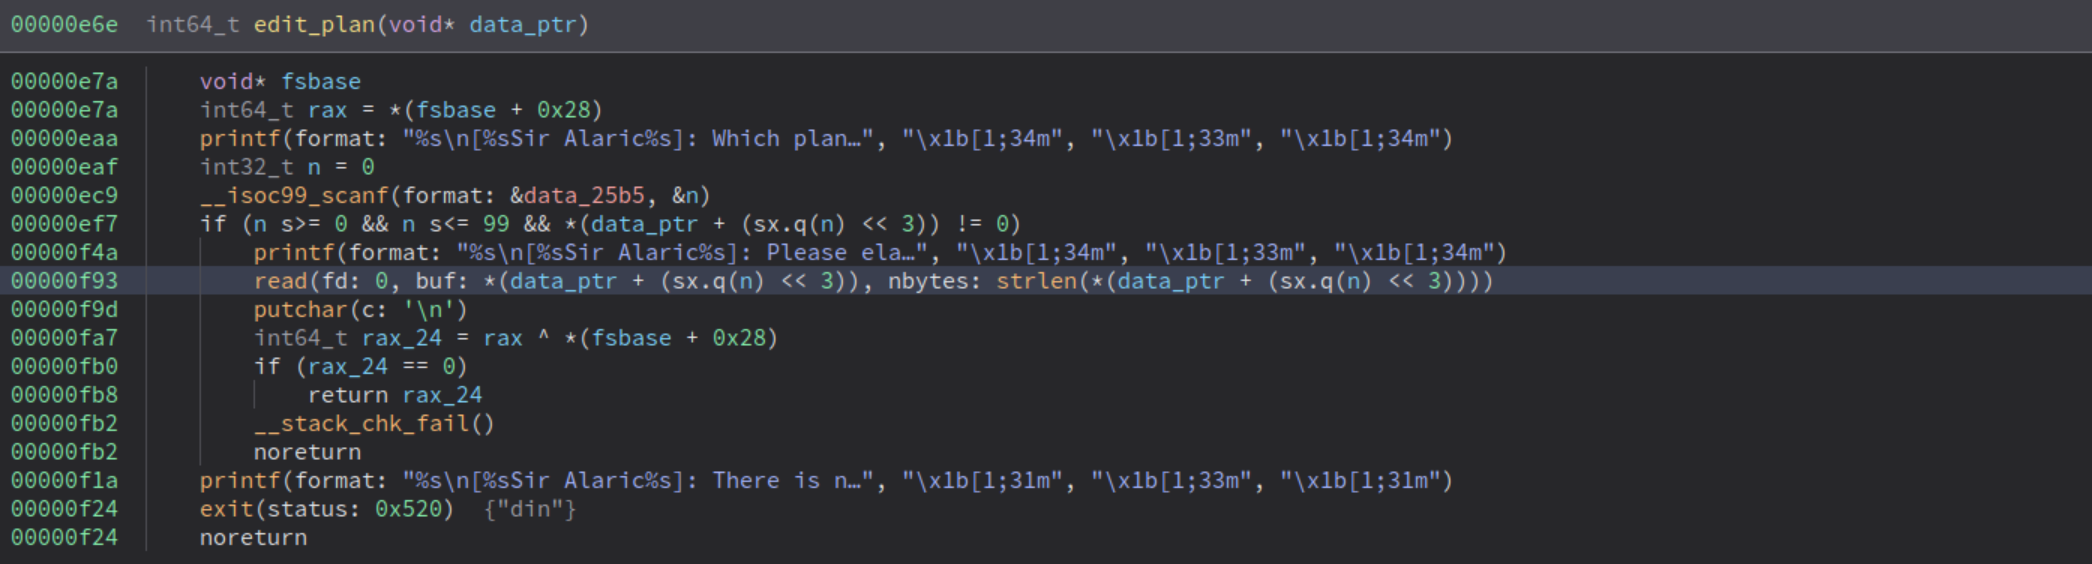 00000e6e int64_t edit_plan(void* data_ptr)
00000e7a void* fsbase
00000e7a int64_t rax = *(fsbase + 0x28)
00000eaa printf(format: "%s\n[%sSir Alaric%s]: Which plan…", "\x1b[1;34m", "\x1b[1;33m", "\x1b[1;34m")
00000eaf int32_t n = 0
00000ec9 __isoc99_scanf(format: &data_25b5, &n)
00000ef7 if (n s>= 0 && n s<= 99 && *(data_ptr + (sx.q(n) << 3)) != 0)
00000f4a printf(format: "%s\n[%sSir Alaric%s]: Please ela…", "\x1b[1;34m", "\x1b[1;33m", "\x1b[1;34m")
00000f93 read(fd: 0, buf: *(data_ptr + (sx.q(n) << 3)), nbytes: strlen(*(data_ptr + (sx.q(n) << 3))))
00000f9d putchar(c: '\n')
00000fa7 int64_t rax_24 = rax ^ *(fsbase + 0x28)
00000fb0 if (rax_24 == 0)
00000fb8 return rax_24
00000fb2 __stack_chk_fail()
00000fb2 noreturn
00000f1a printf(format: "%s\n[%sSir Alaric%s]: There is n…", "\x1b[1;31m", "\x1b[1;33m", "\x1b[1;31m")
00000f24 exit(status: 0x520) {"din"}
00000f24 noreturn